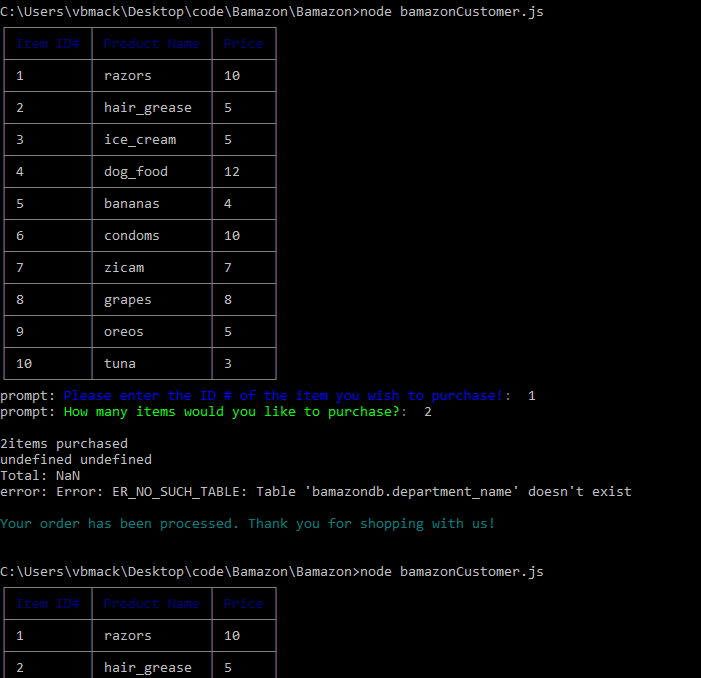 C:\Users\vbmack\Desktop\code\Bamazon\Bamazon>node bamazonCustomer.js
Item ID# Product Name Price
1 razors 10
2 hair_grease 5
3 ice_cream 5
4 dog_food 12
5 bananas 4
6 condoms 10
7 zicam 7
8 grapes 8
9 oreos 5
10 tuna 3
prompt: Please enter the ID # of the item you wish to purchase!: 1
prompt: How many items would you like to purchase?: 2
2items purchased
undefined undefined
Total: NaN
error: Error: ER_NO_SUCH_TABLE: Table 'bamazondb.department_name' doesn't exist
Your order has been processed. Thank you for shopping with us!
C:\Users\vbmack\Desktop\code\Bamazon\Bamazon>node bamazonCustomer.js
Item ID# Product Name Price
1 razors 10
2 hair_grease 5